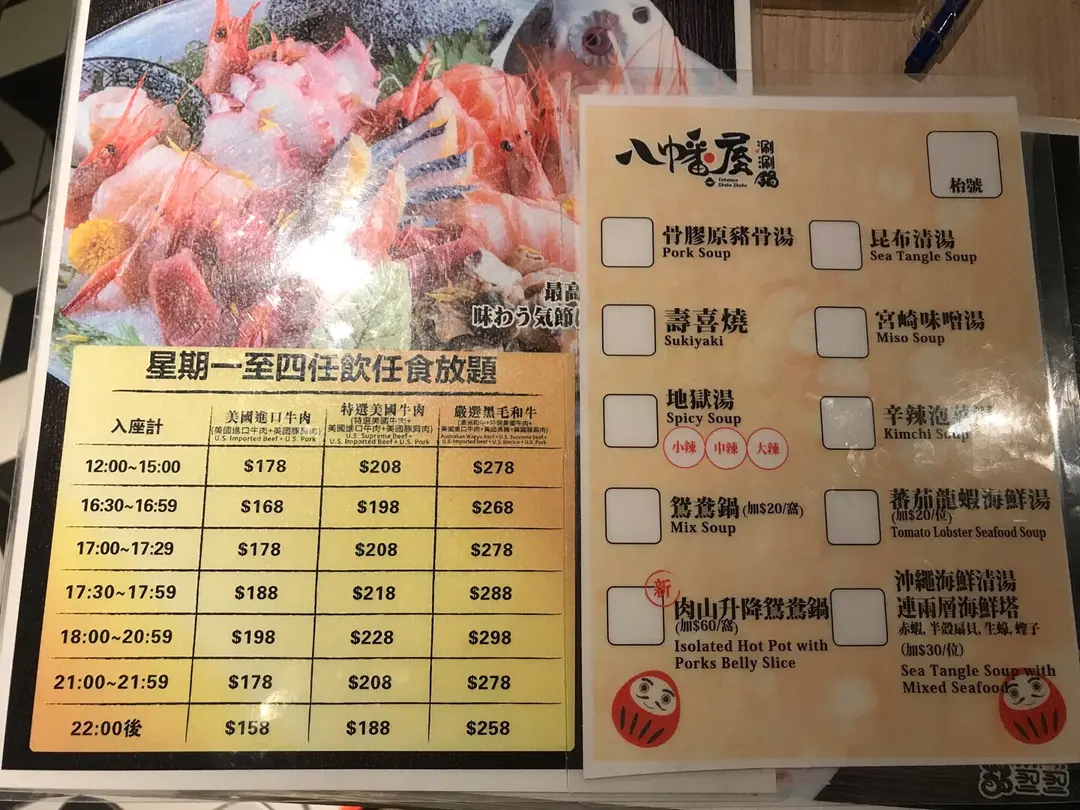 最高
味わう気節
星期一至四任飲任食放題
入座計
美國進口牛肉
(美國進口牛肉+美國豚肩肉)
U.S. Imported Beef + U.S. Pork
特選美國牛肉
(特選美國牛肉+
美國進口牛肉+美國豚肩肉)
U.S. Supreme Beef+
U.S. Imported Beef + U.S. Pork
嚴選黑毛和牛
12:00~15:00 $178 $208 $278
16:30~16:59 $168 $198 $268
17:00~17:29 $178 $208 $278
17:30~17:59 $188 $218 $288
18:00~20:59 $198 $228 $298
21:00~21:59 $178 $208 $278
22:00後 $158 $188 $258
八幡屋
涮涮鍋
Yahataya
Shabu Shabu
枱號
骨膠原豬骨湯
Pork Soup
昆布清湯
Sea Tangle Soup
壽喜燒
Sukiyaki
宮崎味噌湯
Miso Soup
地獄湯
Spicy Soup
小辣 中辣 大辣
辛辣泡菜湯
Kimchi Soup
鴛鴦鍋(加$20/窩)
Mix Soup
蕃茄龍蝦海鮮湯
(加$20/位)
Tomato Lobster Seafood Soup
新
肉山升降鴛鴦鍋
(加$60/窩)
Isolated Hot Pot with
Porks Belly Slice
沖繩海鮮清湯
連兩層海鮮塔
赤蝦, 半殼扇貝, 生蠔, 蟶子
(加$30/位)
Sea Tangle Soup with
Mixed Seafood